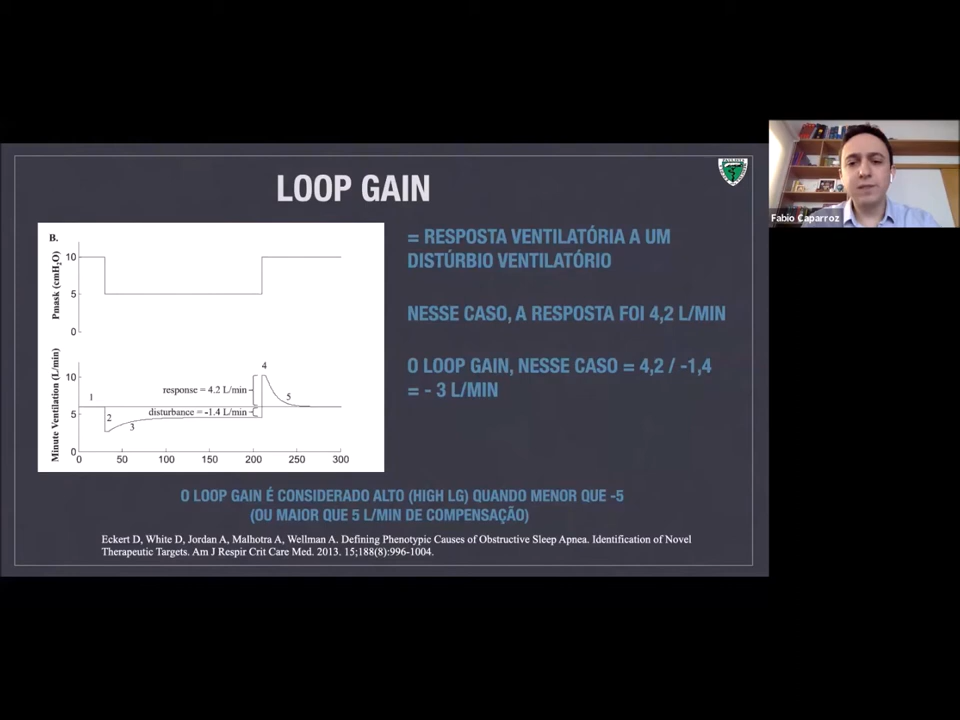 LOOP GAIN
B.
Pmask (cmH2O)
10
5
0
Minute Ventilation (L/min)
10
5
0
1
2
3
4
5
response = 4.2 L/min
disturbance = -1.4 L/min
0 50 100 150 200 250 300
= RESPOSTA VENTILATÓRIA A UM
DISTÚRBIO VENTILATÓRIO
NESSE CASO, A RESPOSTA FOI 4,2 L/MIN
O LOOP GAIN, NESSE CASO = 4,2 / -1,4
= - 3 L/MIN
O LOOP GAIN É CONSIDERADO ALTO (HIGH LG) QUANDO MENOR QUE -5
(OU MAIOR QUE 5 L/MIN DE COMPENSAÇÃO)
Eckert D, White D, Jordan A, Malhotra A, Wellman A. Defining Phenotypic Causes of Obstructive Sleep Apnea. Identification of Novel
Therapeutic Targets. Am J Respir Crit Care Med. 2013. 15;188(8):996-1004.
Fabio Caparroz